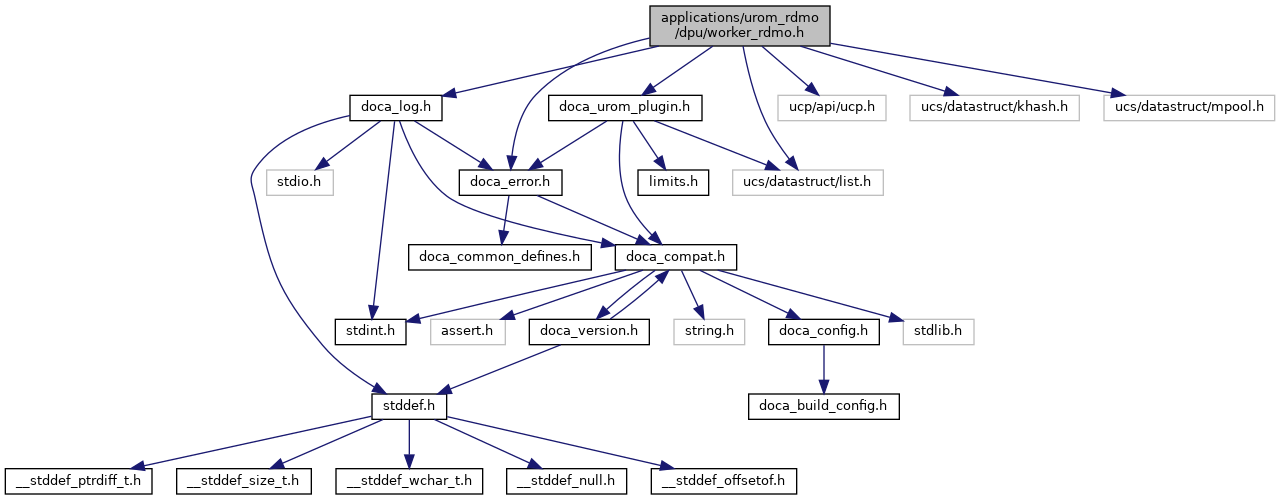 applications/urom_rdmo
/dpu/worker_rdmo.h
doca_log.h
doca_urom_plugin.h
ucp/api/ucp.h
ucs/datastruct/khash.h
ucs/datastruct/mpool.h
stdio.h
doca_error.h
limits.h
ucs/datastruct/list.h
doca_common_defines.h
doca_compat.h
stdint.h
assert.h
doca_version.h
string.h
doca_config.h
stdlib.h
stddef.h
doca_build_config.h
__stddef_ptrdiff_t.h
__stddef_size_t.h
__stddef_wchar_t.h
__stddef_null.h
__stddef_offsetof.h